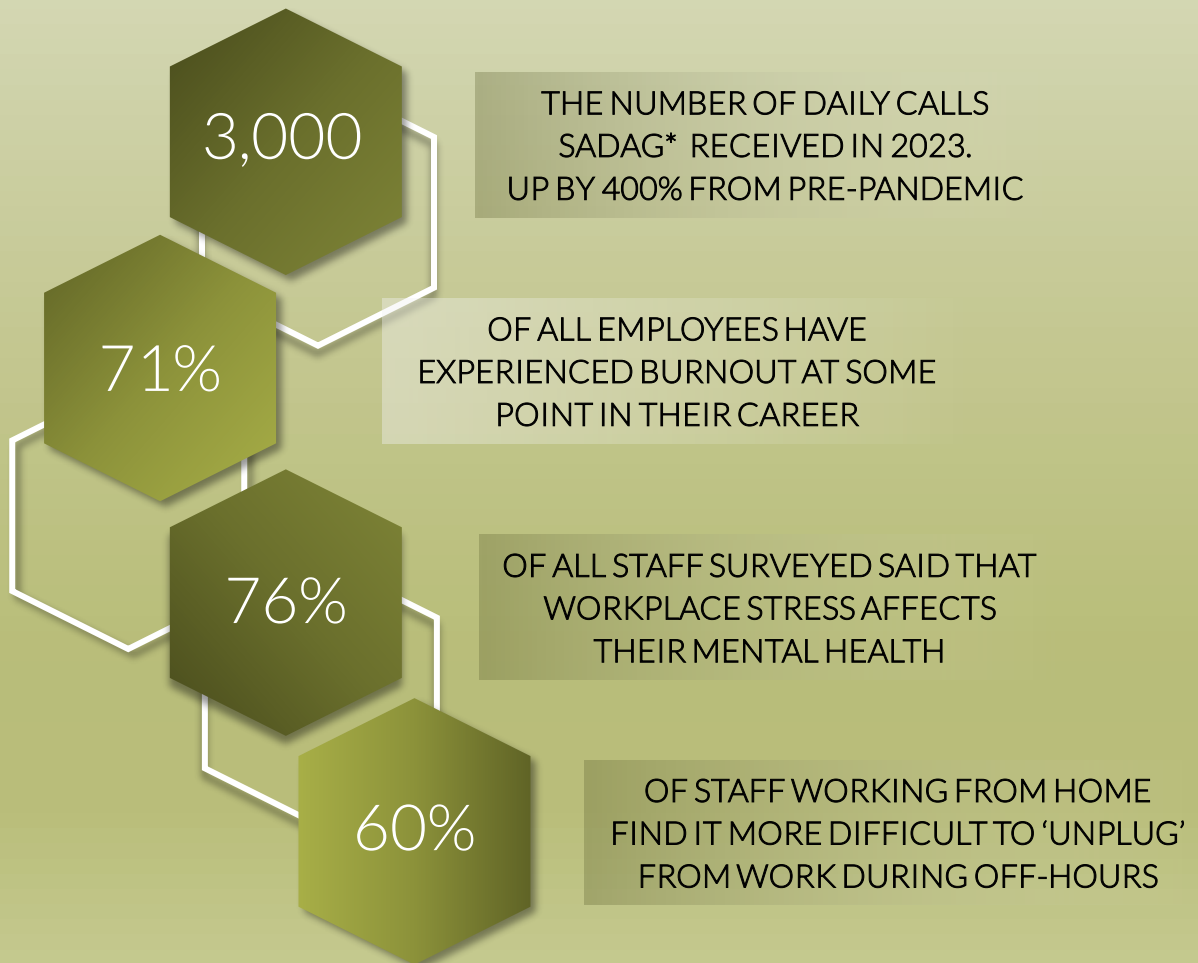 3,000
THE NUMBER OF DAILY CALLS
SADAG* RECEIVED IN 2023.
UP BY 400% FROM PRE-PANDEMIC
71%
OF ALL EMPLOYEES HAVE
EXPERIENCED BURNOUT AT SOME
POINT IN THEIR CAREER
76%
OF ALL STAFF SURVEYED SAID THAT
WORKPLACE STRESS AFFECTS
THEIR MENTAL HEALTH
60%
OF STAFF WORKING FROM HOME
FIND IT MORE DIFFICULT TO ‘UNPLUG’
FROM WORK DURING OFF-HOURS